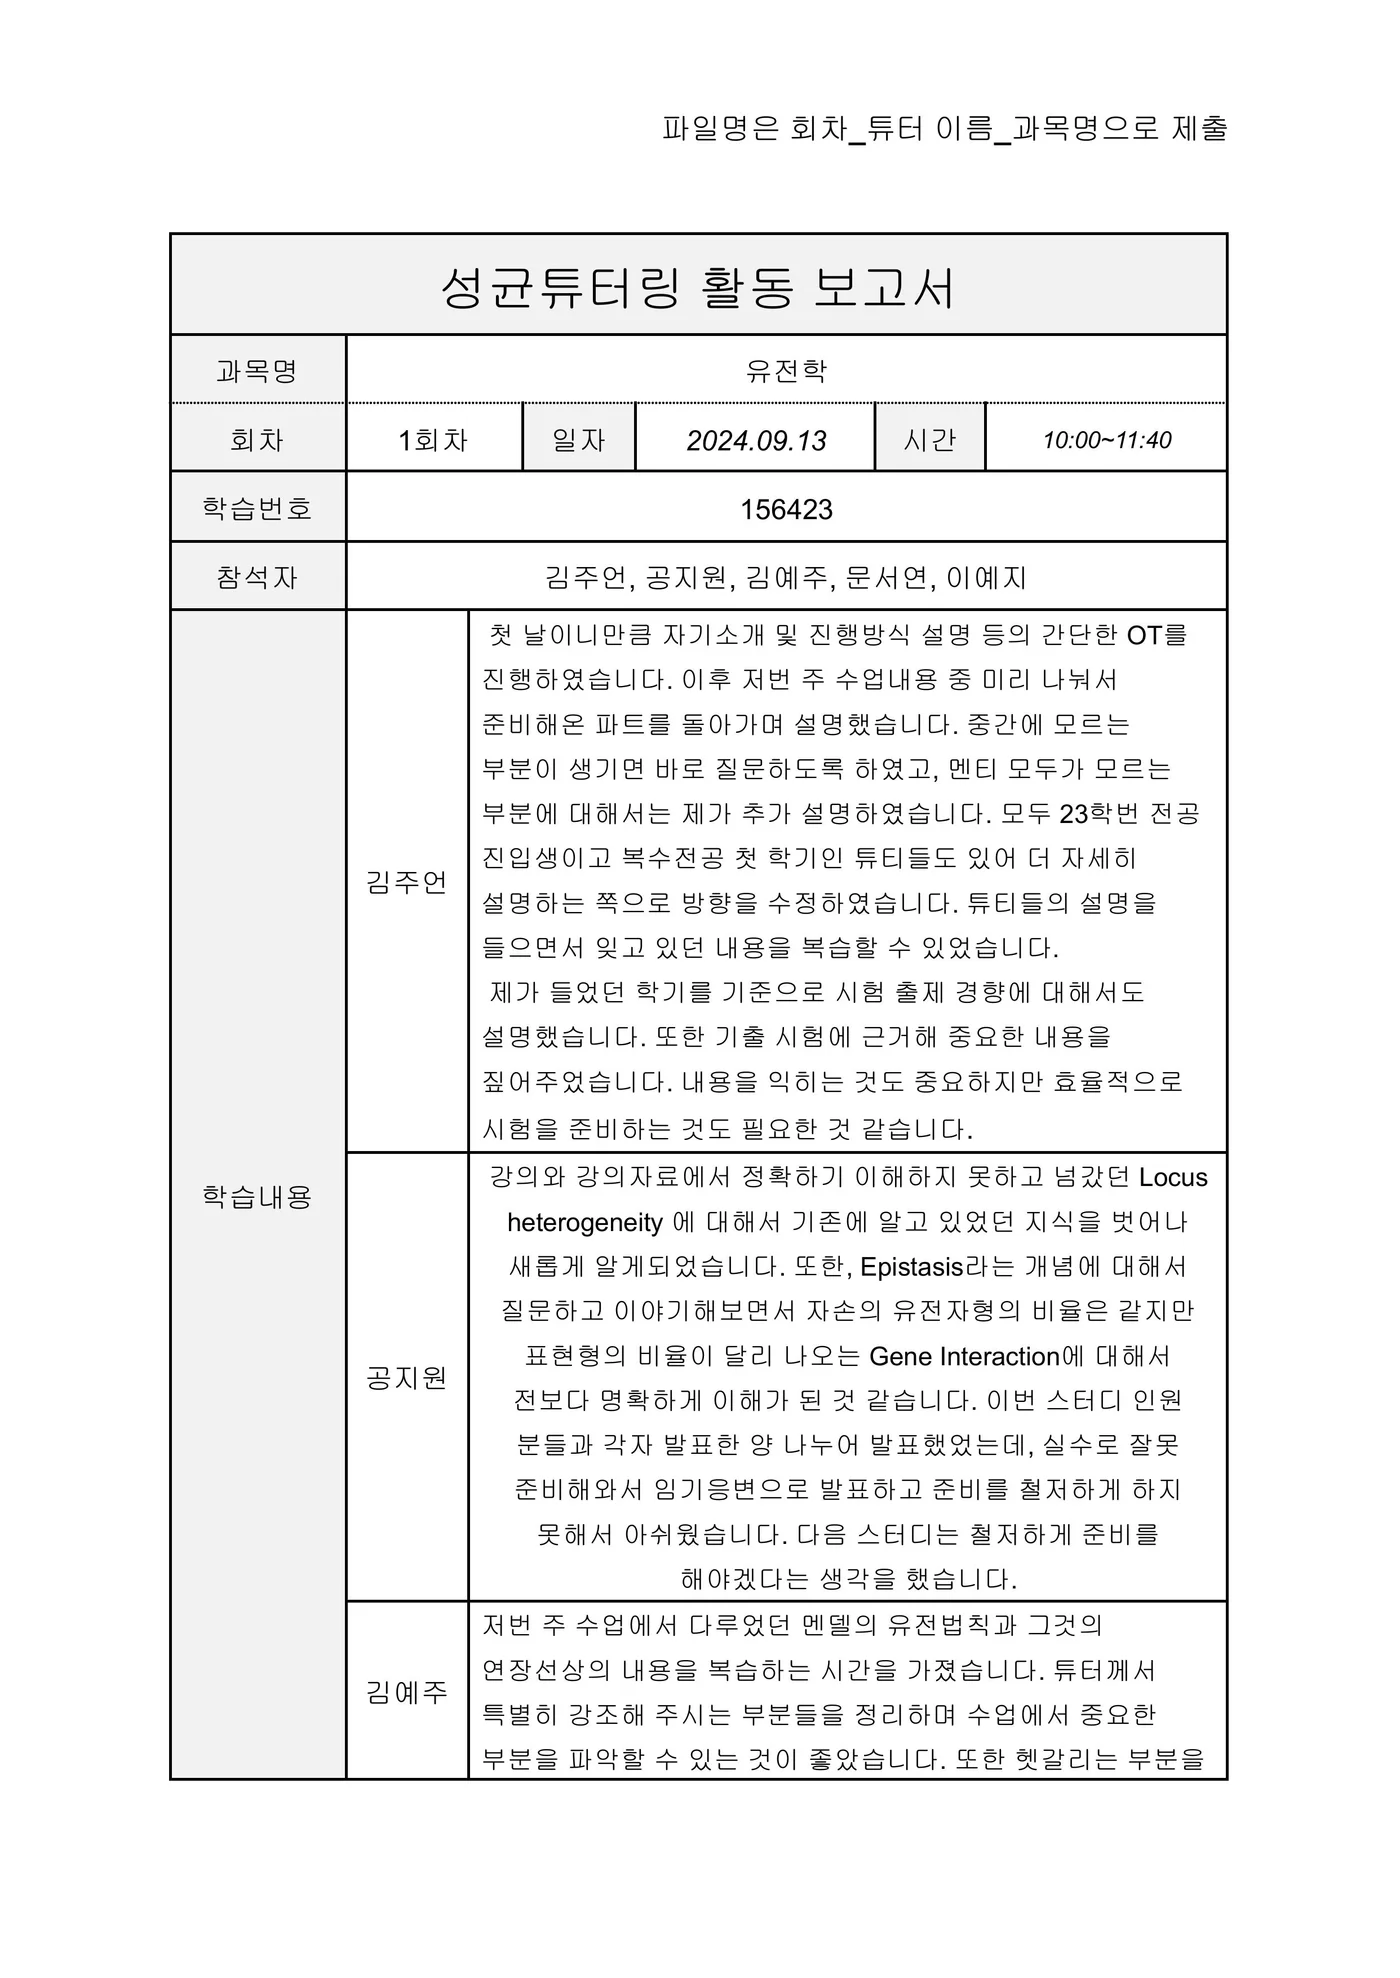 파일명은 회차_튜터 이름_과목명으로 제출
성균튜터링 활동 보고서
과목명 유전학
회차 1회차 일자 2024.09.13 시간 10:00~11:40
학습번호 156423
참석자 김주언, 공지원, 김예주, 문서연, 이예지
학습내용
김주언
첫 날이니만큼 자기소개 및 진행방식 설명 등의 간단한 OT를
진행하였습니다. 이후 저번 주 수업내용 중 미리 나눠서
준비해온 파트를 돌아가며 설명했습니다. 중간에 모르는
부분이 생기면 바로 질문하도록 하였고, 멘티 모두가 모르는
부분에 대해서는 제가 추가 설명하였습니다. 모두 23학번 전공
진입생이고 복수전공 첫 학기인 튜티들도 있어 더 자세히
설명하는 쪽으로 방향을 수정하였습니다. 튜티들의 설명을
들으면서 잊고 있던 내용을 복습할 수 있었습니다.
제가 들었던 학기를 기준으로 시험 출제 경향에 대해서도
설명했습니다. 또한 기출 시험에 근거해 중요한 내용을
짚어주었습니다. 내용을 익히는 것도 중요하지만 효율적으로
시험을 준비하는 것도 필요한 것 같습니다.
공지원
강의와 강의자료에서 정확하기 이해하지 못하고 넘갔던 Locus
heterogeneity 에 대해서 기존에 알고 있었던 지식을 벗어나
새롭게 알게되었습니다. 또한, Epistasis라는 개념에 대해서
질문하고 이야기해보면서 자손의 유전자형의 비율은 같지만
표현형의 비율이 달리 나오는 Gene Interaction에 대해서
전보다 명확하게 이해가 된 것 같습니다. 이번 스터디 인원
분들과 각자 발표한 양 나누어 발표했었는데, 실수로 잘못
준비해와서 임기응변으로 발표하고 준비를 철저하게 하지
못해서 아쉬웠습니다. 다음 스터디는 철저하게 준비를
해야겠다는 생각을 했습니다.
김예주
저번 주 수업에서 다루었던 멘델의 유전법칙과 그것의
연장선상의 내용을 복습하는 시간을 가졌습니다. 튜터께서
특별히 강조해 주시는 부분들을 정리하며 수업에서 중요한
부분을 파악할 수 있는 것이 좋았습니다. 또한 헷갈리는 부분을